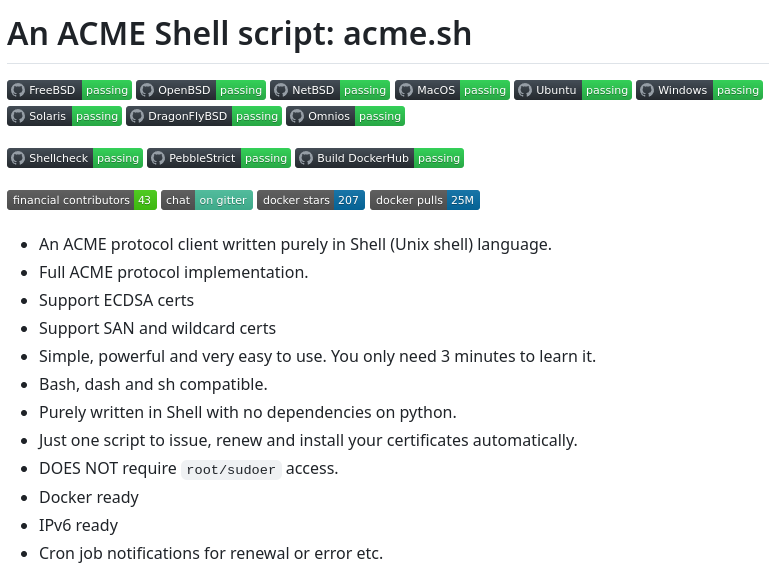 An ACME Shell script: acme.sh
FreeBSD passing OpenBSD passing NetBSD passing MacOS passing Ubuntu passing Windows passing
Solaris passing DragonFlyBSD passing Omnios passing
Shellcheck passing PebbleStrict passing Build DockerHub passing
financial contributors 43 chat on gitter docker stars 207 docker pulls 25M
• An ACME protocol client written purely in Shell (Unix shell) language.
• Full ACME protocol implementation.
• Support ECDSA certs
• Support SAN and wildcard certs
• Simple, powerful and very easy to use. You only need 3 minutes to learn it.
• Bash, dash and sh compatible.
• Purely written in Shell with no dependencies on python.
• Just one script to issue, renew and install your certificates automatically.
• DOES NOT require root/sudoer access.
• Docker ready
• IPv6 ready
• Cron job notifications for renewal or error etc.